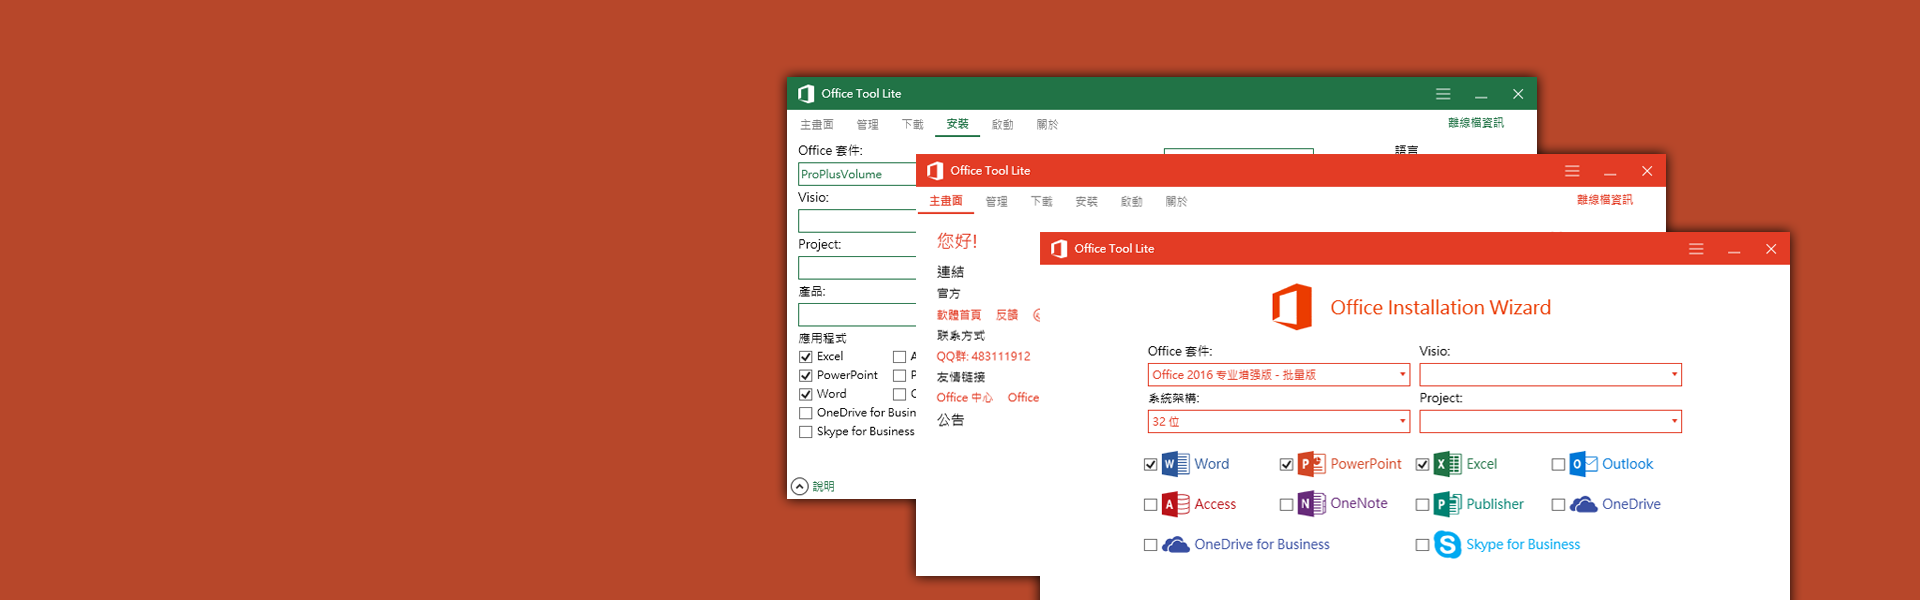 Office Tool Lite
主畫面 管理 下載 安裝 啟動 關於 離線檔資訊
Office 套件: 語言
ProPlusVolume
Visio:
Project:
產品:
應用程式
Excel
PowerPoint
Word
OneDrive for Busin
Skype for Business
說明
Office Tool Lite
主畫面 管理 下載 安裝 啟動 關於 離線檔資訊
您好!
連結
官方
軟體首頁 反饋
联系方式
QQ群: 483111912
友情链接
Office 中心 Office
公告
Office Tool Lite
Office Installation Wizard
Office 套件: Visio:
Office 2016 专业增强版 - 批量版
系統架構: Project:
32 位
Word PowerPoint Excel Outlook
Access OneNote Publisher OneDrive
OneDrive for Business Skype for Business